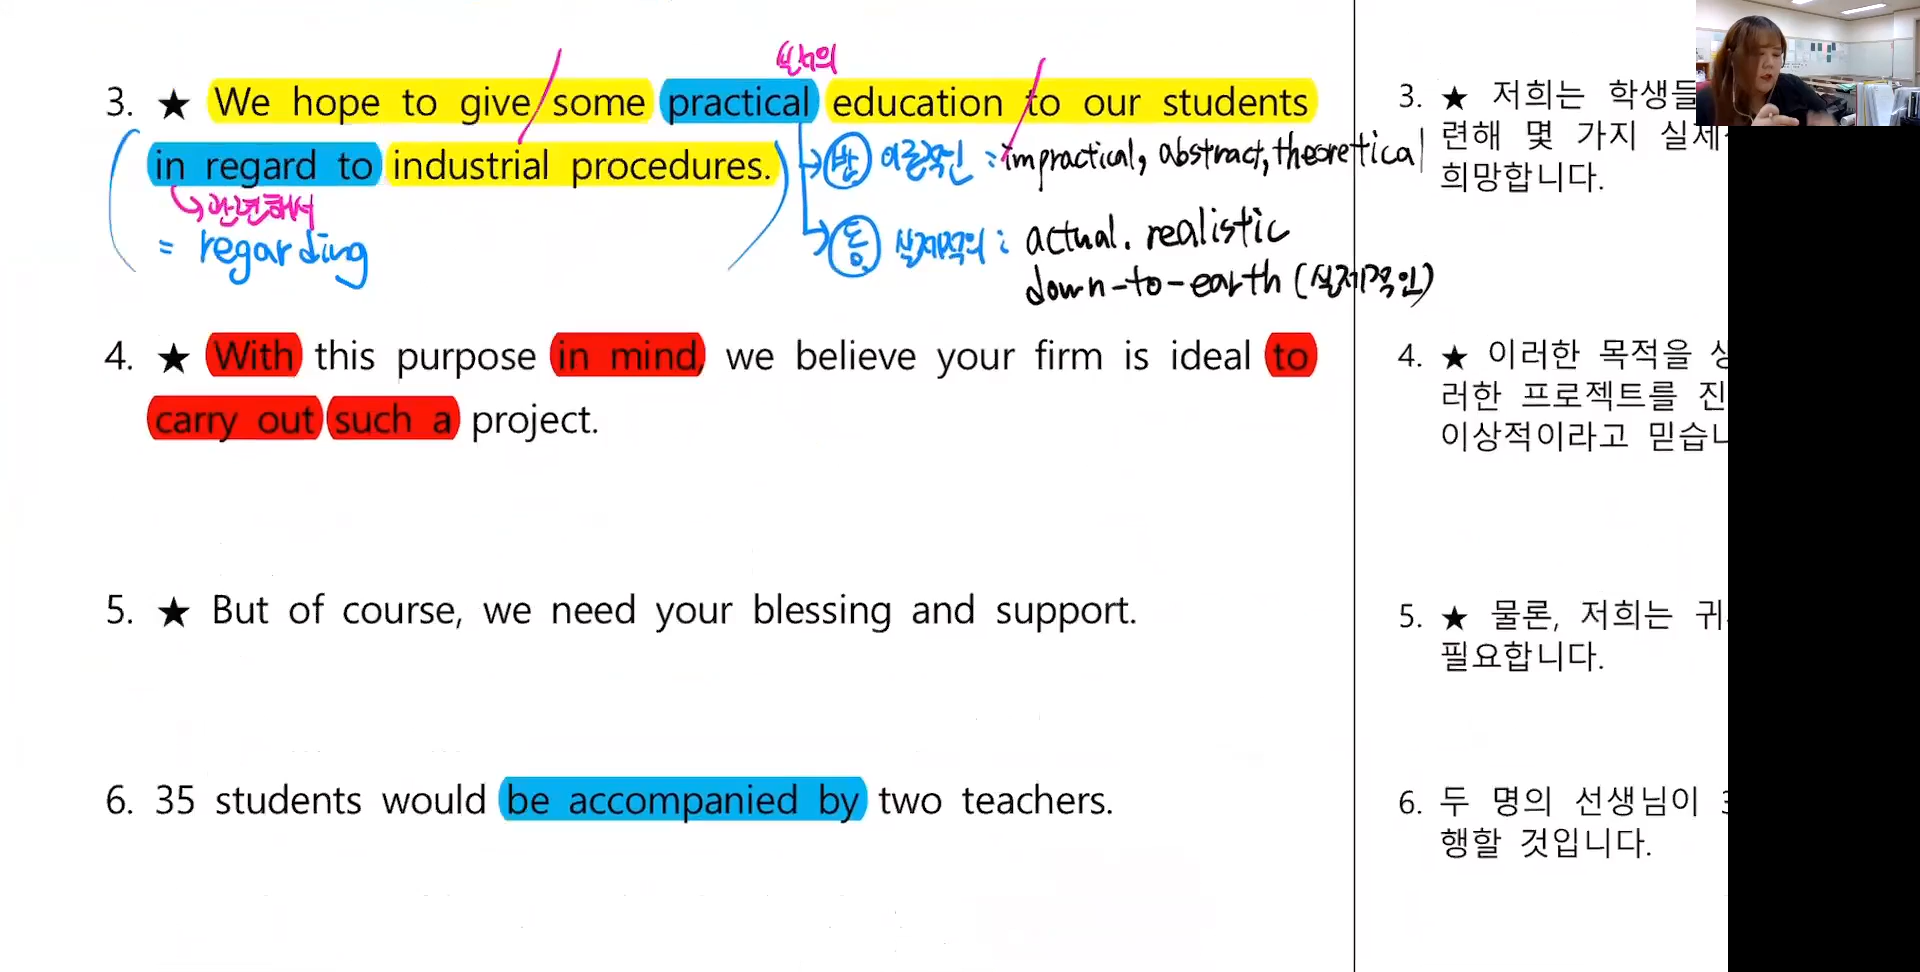 실제의
3. ★ We hope to give some practical education to our students
in regard to industrial procedures.
반 이론적인 : impractical, abstract, theoretical
관련해서
= regarding
동 실제적의 : actual. realistic
down-to-earth (실제적인)
4. ★ With this purpose in mind, we believe your firm is ideal to
carry out such a project.
5. ★ But of course, we need your blessing and support.
6. 35 students would be accompanied by two teachers.
3. ★ 저희는 학생들
련해 몇 가지 실제
희망합니다.
4. ★ 이러한 목적을
러한 프로젝트를 진
이상적이라고 믿습
5. ★ 물론, 저희는 귀
필요합니다.
6. 두 명의 선생님이
행할 것입니다.